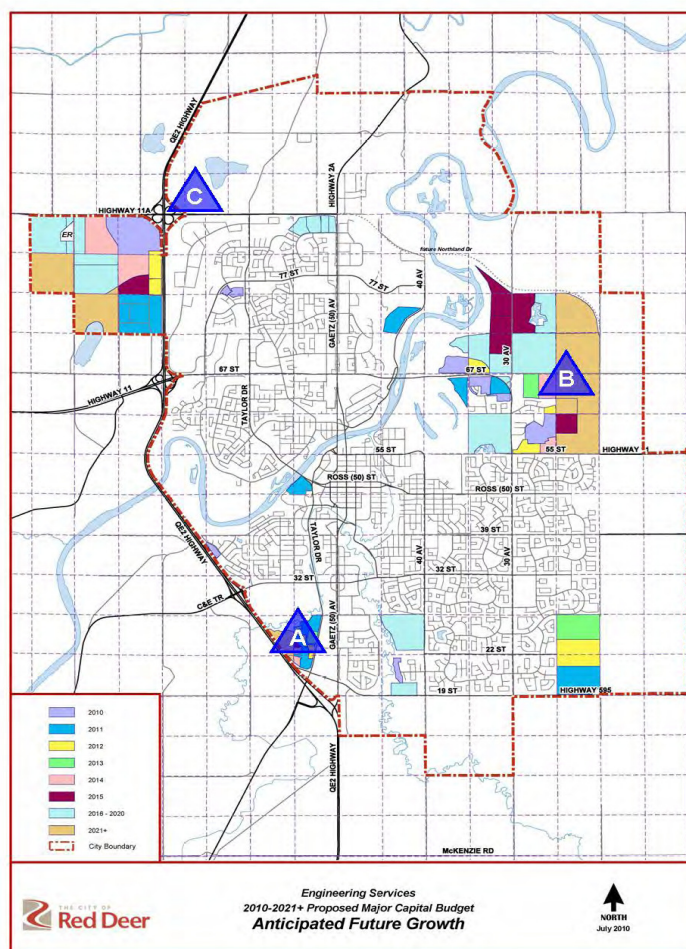 QE2 HIGHWAY
HIGHWAY 2A
C
HIGHWAY 11A
ER
future Northland Dr
77 ST
77 ST
40 AV
GAETZ (50) AV
30 AV
67 ST
67 ST
B
HIGHWAY 11
TAYLOR DR
55 ST
55 ST
HIGHWAY
ROSS (50) ST
ROSS (50) ST
QE2 HIGHWAY
TAYLOR DR
39 ST
40 AV
30 AV
32 ST
32 ST
C&E TR
GAETZ (50) AV
A
22 ST
19 ST
HIGHWAY 595
QE2 HIGHWAY
McKENZIE RD
2010
2011
2012
2013
2014
2015
2016 - 2020
2021+
City Boundary
THE CITY OF
Red Deer
Engineering Services
2010-2021+ Proposed Major Capital Budget
Anticipated Future Growth
NORTH
July 2010